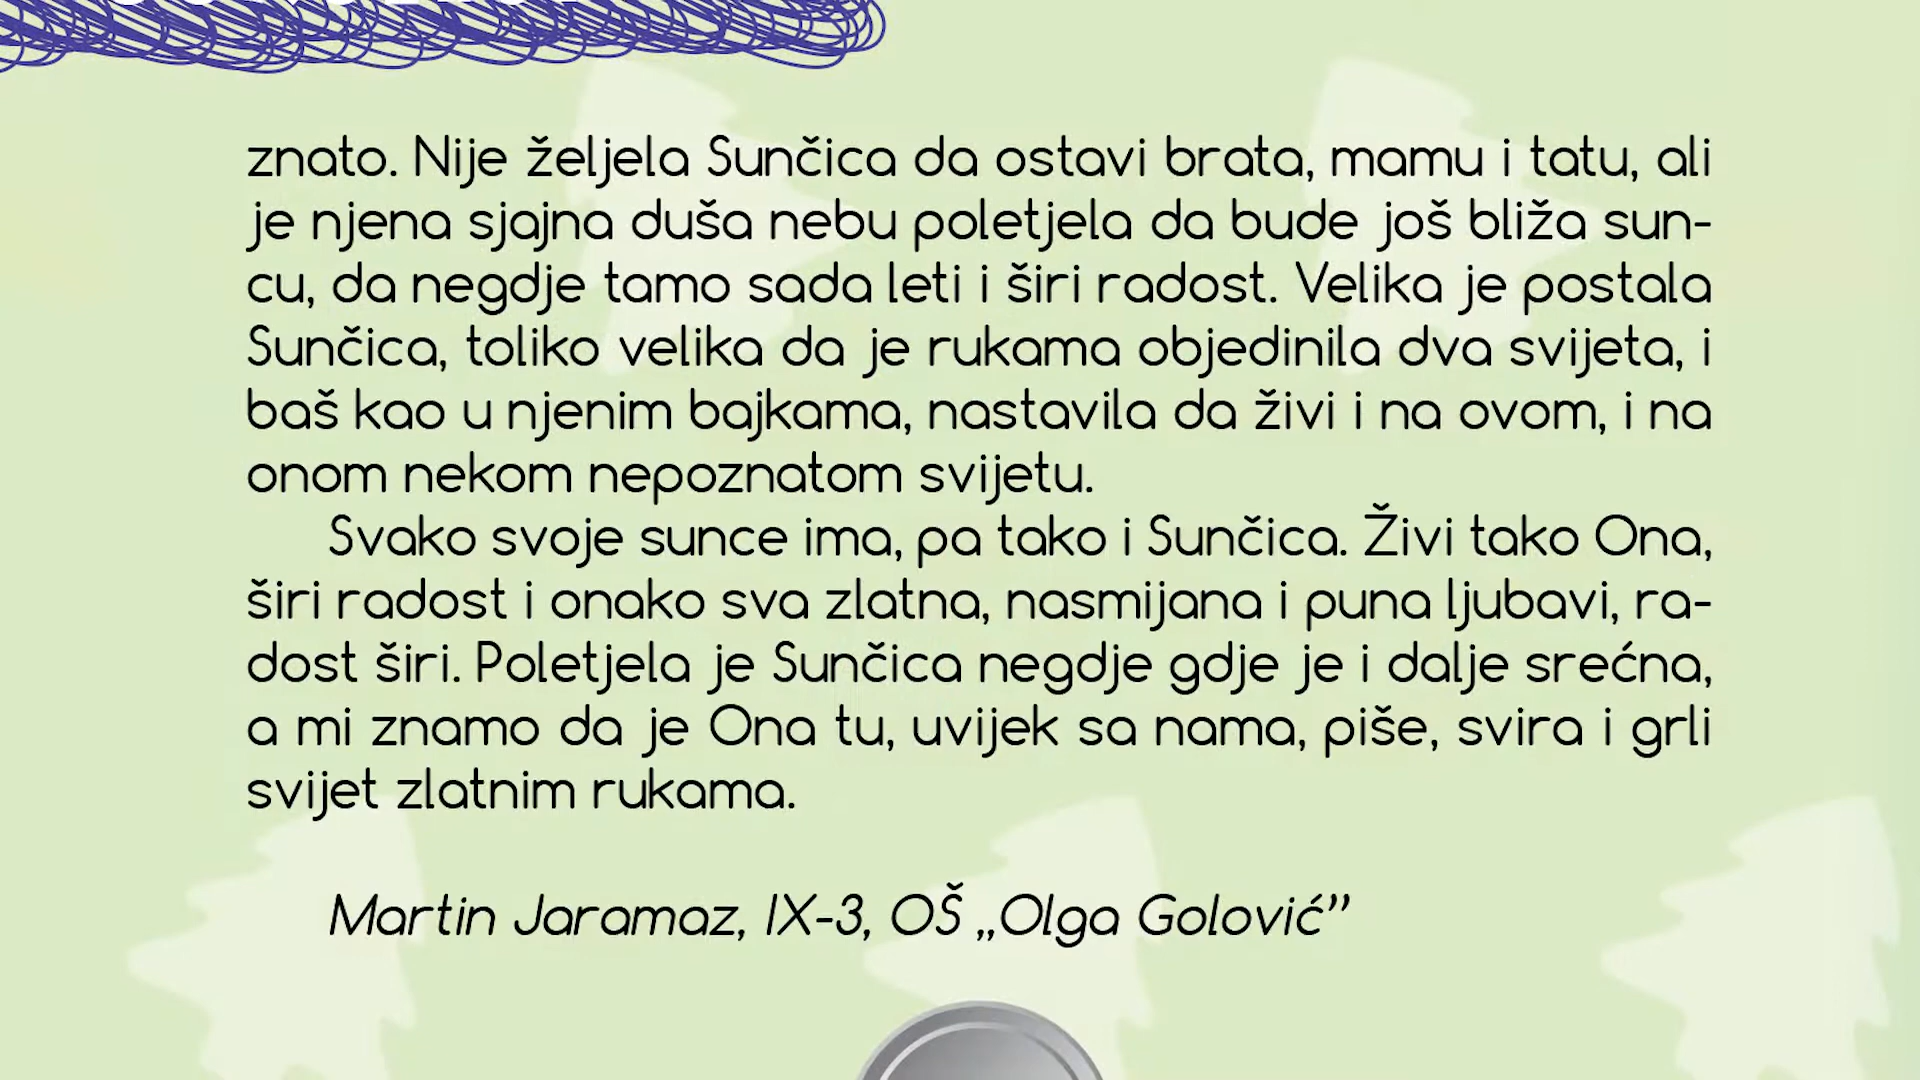 znato. Nije željela Sunčica da ostavi brata, mamu i tatu, ali
je njena sjajna duša nebu poletjela da bude još bliža sun-
cu, da negdje tamo sada leti i širi radost. Velika je postala
Sunčica, toliko velika da je rukama objedinila dva svijeta, i
baš kao u njenim bajkama, nastavila da živi i na ovom, i na
onom nekom nepoznatom svijetu.
Svako svoje sunce ima, pa tako i Sunčica. Živi tako Ona,
širi radost i onako sva zlatna, nasmijana i puna ljubavi, ra-
dost širi. Poletjela je Sunčica negdje gdje je i dalje srećna,
a mi znamo da je Ona tu, uvijek sa nama, piše, svira i grli
svijet zlatnim rukama.
Martin Jaramaz, IX-3, OŠ „Olga Golović”